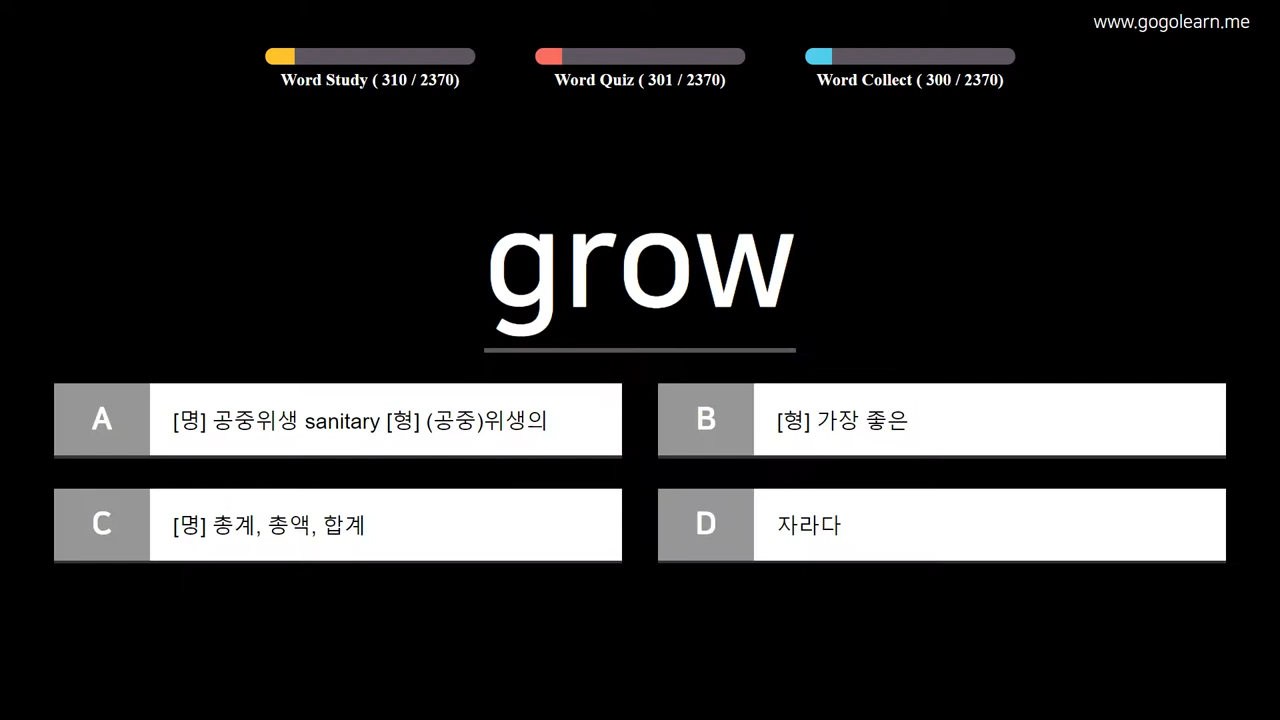 www.gogolearn.me
Word Study ( 310 / 2370)
Word Quiz ( 301 / 2370)
Word Collect ( 300 / 2370)
grow
A [명] 공중위생 sanitary [형] (공중)위생의
B [형] 가장 좋은
C [명] 총계, 총액, 합계
D 자라다